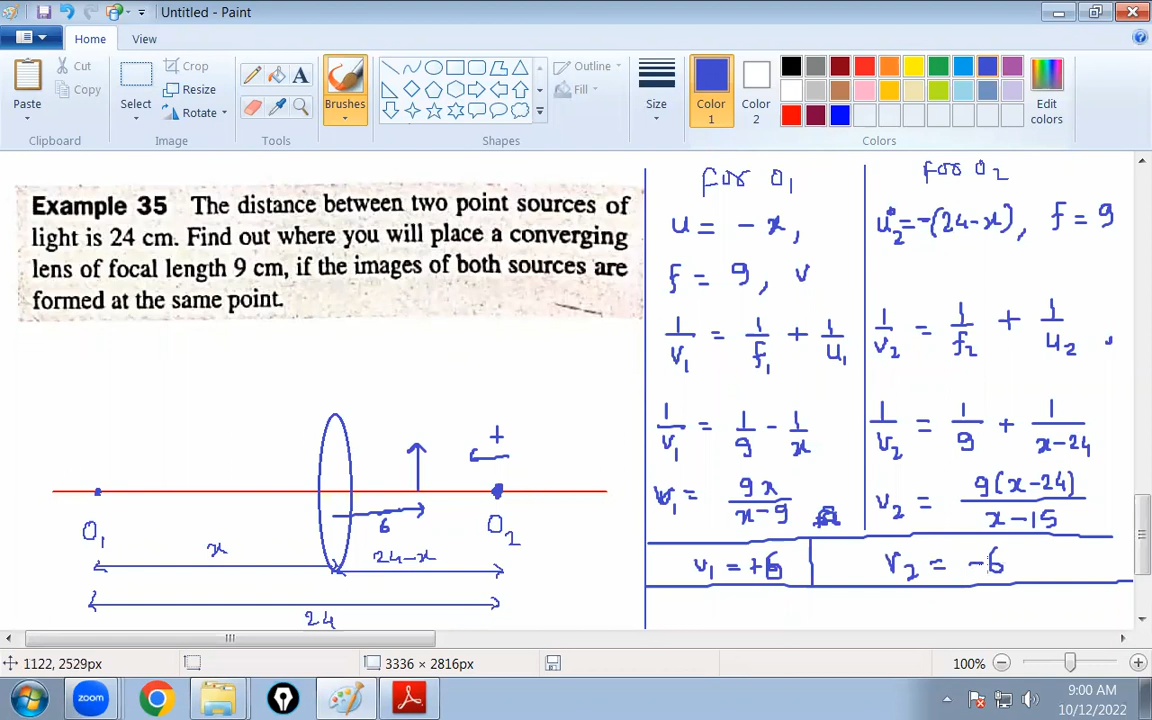 Untitled - Paint
Home View
Paste
Cut
Copy
Clipboard
Select
Crop
Resize
Rotate
Image
Tools
Brushes
Shapes
Outline
Fill
Size
Color 1
Color 2
Edit colors
Colors
Example 35 The distance between two point sources of
light is 24 cm. Find out where you will place a converging
lens of focal length 9 cm, if the images of both sources are
formed at the same point.
+
6
O₁
O₂
x
24-x
24
for O₁
u = - x,
f = 9, v
1/v₁ = 1/f₁ + 1/u₁
1/v₁ = 1/9 - 1/x
v₁ = 9x/x-9
v₁ = +6
for O₂
u₂ = -(24-x), f = 9
1/v₂ = 1/f₂ + 1/u₂
1/v₂ = 1/9 + 1/x-24
v₂ = 9(x-24)/x-15
v₂ = -6
1122, 2529px
3336 × 2816px
100%
zoom
9:00 AM
10/12/2022